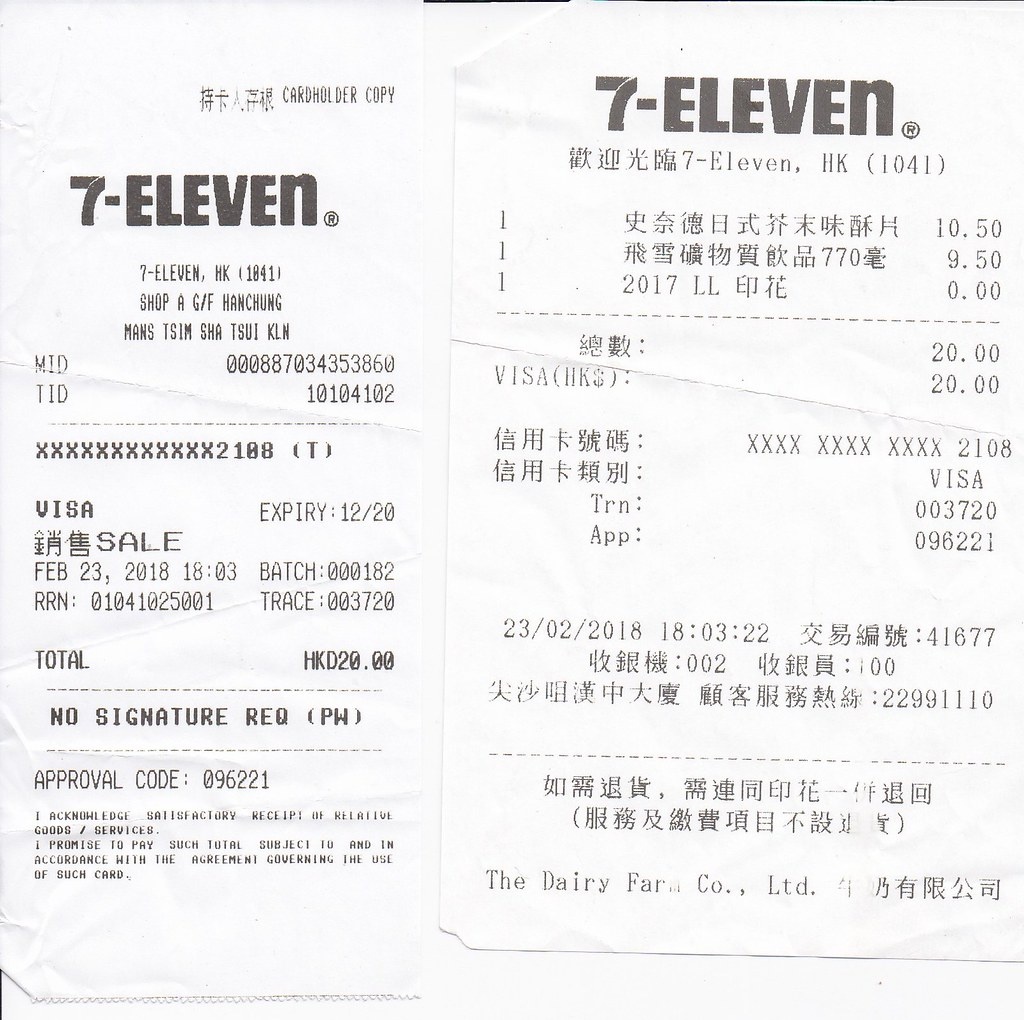 持卡人存根 CARDHOLDER COPY
7-ELEVEN®
7-ELEVEN, HK (1041)
SHOP A G/F HANCHUNG
MANS TSIM SHA TSUI KLN
MID 000887034353860
TID 10104102
XXXXXXXXXXXX2108 (T)
VISA EXPIRY:12/20
銷售SALE
FEB 23, 2018 18:03 BATCH:000182
RRN: 01041025001 TRACE:003720
TOTAL HKD20.00
NO SIGNATURE REQ (PW)
APPROVAL CODE: 096221
I ACKNOWLEDGE SATISFACTORY RECEIPT OF RELATIVE
GOODS / SERVICES.
I PROMISE TO PAY SUCH TOTAL SUBJECT TO AND IN
ACCORDANCE WITH THE AGREEMENT GOVERNING THE USE
OF SUCH CARD.
7-ELEVEN®
歡迎光臨7-Eleven, HK (1041)
1 史奈德日式芥末味酥片 10.50
1 飛雪礦物質飲品770毫 9.50
1 2017 LL 印花 0.00
總數: 20.00
VISA(HK$): 20.00
信用卡號碼: XXXX XXXX XXXX 2108
信用卡類別: VISA
Trn: 003720
App: 096221
23/02/2018 18:03:22 交易編號:41677
收銀機:002 收銀員:100
尖沙咀漢中大廈 顧客服務熱線:22991110
如需退貨, 需連同印花一併退回
(服務及繳費項目不設退貨)
The Dairy Farm Co., Ltd. 牛奶有限公司